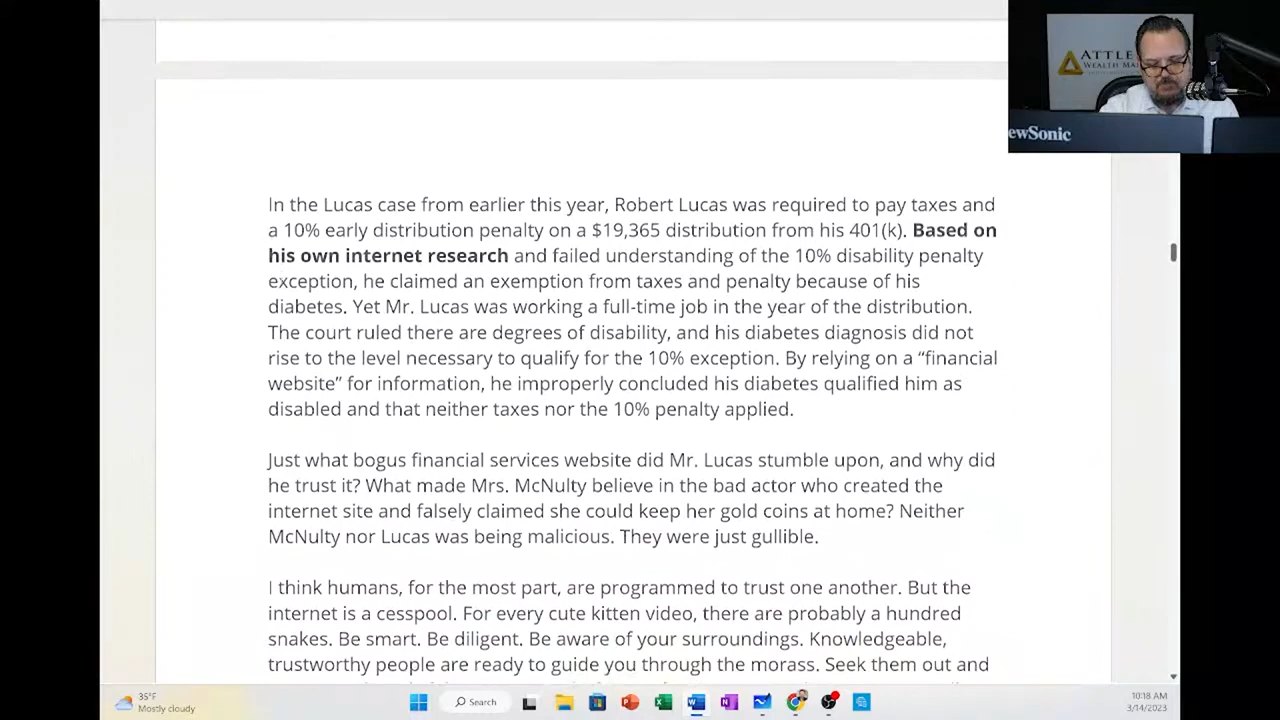 ATTLE
WEALTH MA
ewSonic
In the Lucas case from earlier this year, Robert Lucas was required to pay taxes and
a 10% early distribution penalty on a $19,365 distribution from his 401(k). Based on
his own internet research and failed understanding of the 10% disability penalty
exception, he claimed an exemption from taxes and penalty because of his
diabetes. Yet Mr. Lucas was working a full-time job in the year of the distribution.
The court ruled there are degrees of disability, and his diabetes diagnosis did not
rise to the level necessary to qualify for the 10% exception. By relying on a “financial
website” for information, he improperly concluded his diabetes qualified him as
disabled and that neither taxes nor the 10% penalty applied.
Just what bogus financial services website did Mr. Lucas stumble upon, and why did
he trust it? What made Mrs. McNulty believe in the bad actor who created the
internet site and falsely claimed she could keep her gold coins at home? Neither
McNulty nor Lucas was being malicious. They were just gullible.
I think humans, for the most part, are programmed to trust one another. But the
internet is a cesspool. For every cute kitten video, there are probably a hundred
snakes. Be smart. Be diligent. Be aware of your surroundings. Knowledgeable,
trustworthy people are ready to guide you through the morass. Seek them out and
35°F
Mostly cloudy
Search
10:18 AM
3/14/2023